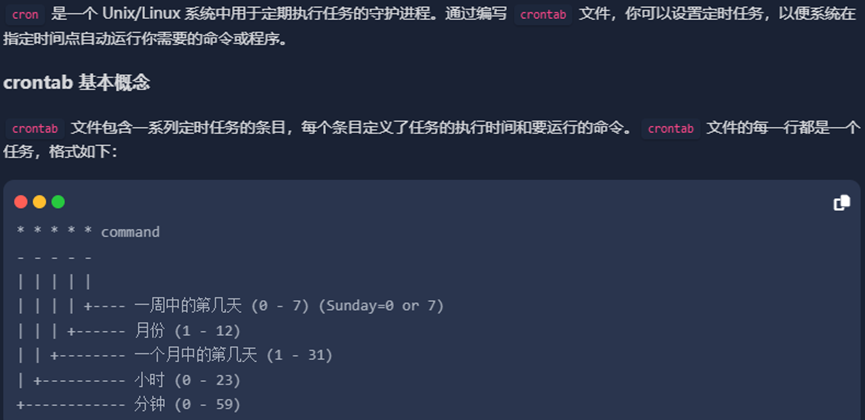 cron 是一个 Unix/Linux 系统中用于定期执行任务的守护进程。通过编写 crontab 文件，你可以设置定时任务，以便系统在
指定时间点自动运行你需要的命令或程序。
crontab 基本概念
crontab 文件包含一系列定时任务的条目，每个条目定义了任务的执行时间和要运行的命令。 crontab 文件的每一行都是一个
任务，格式如下：
* * * * * command
- - - - -
| | | | |
| | | | +---- 一周中的第几天 (0 - 7) (Sunday=0 or 7)
| | | +------ 月份 (1 - 12)
| | +-------- 一个月中的第几天 (1 - 31)
| +---------- 小时 (0 - 23)
+------------ 分钟 (0 - 59)